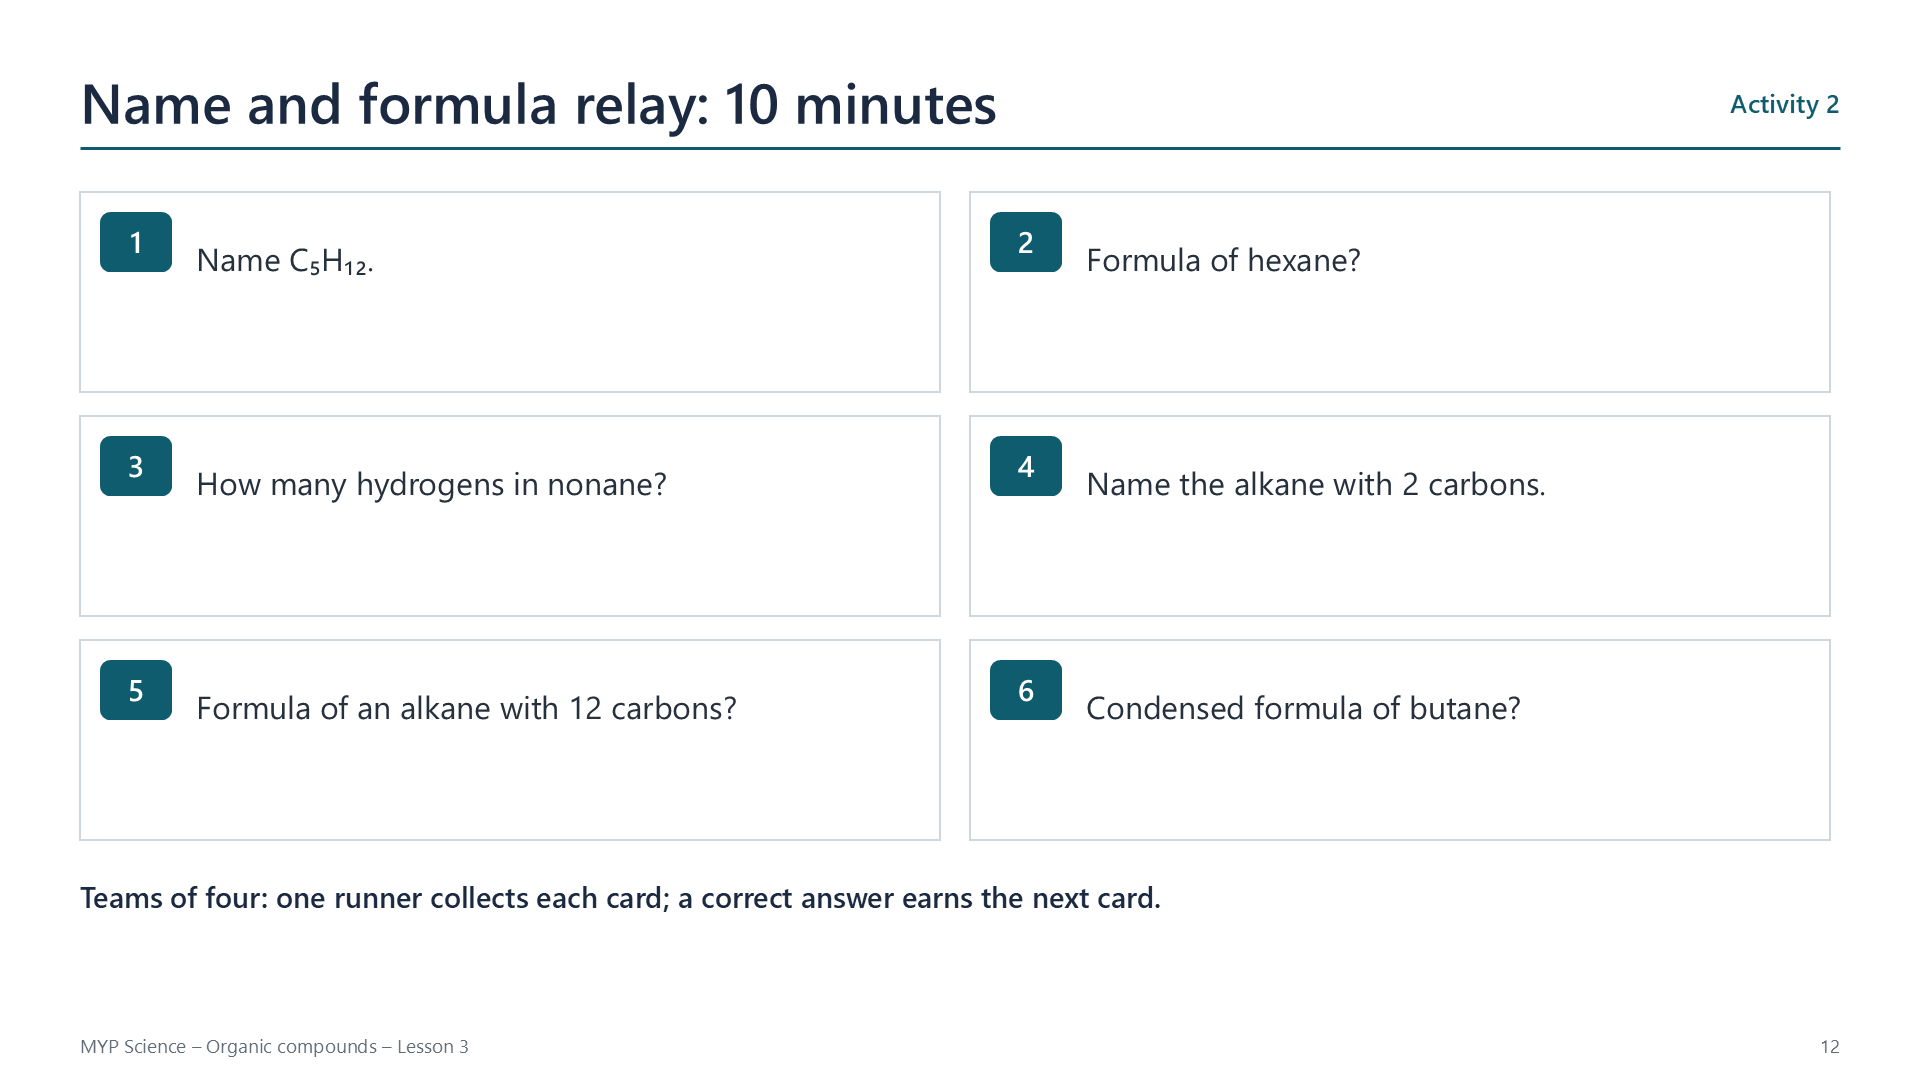 Name and formula relay: 10 minutes
Activity 2
1
Name C₅H₁₂.
2
Formula of hexane?
3
How many hydrogens in nonane?
4
Name the alkane with 2 carbons.
5
Formula of an alkane with 12 carbons?
6
Condensed formula of butane?
Teams of four: one runner collects each card; a correct answer earns the next card.
MYP Science – Organic compounds – Lesson 3
12